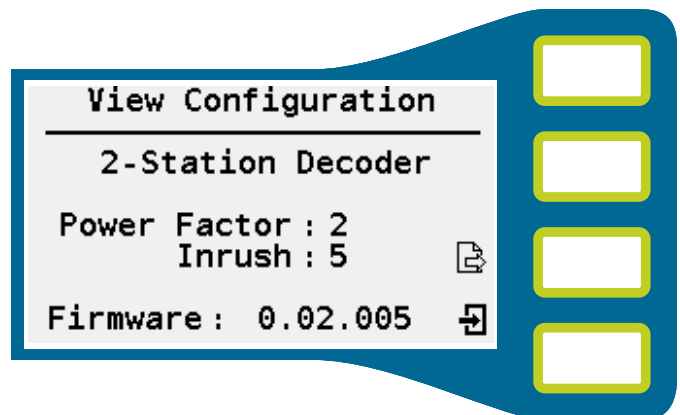 View Configuration
2-Station Decoder
Power Factor : 2
Inrush : 5
Firmware : 0.02.005